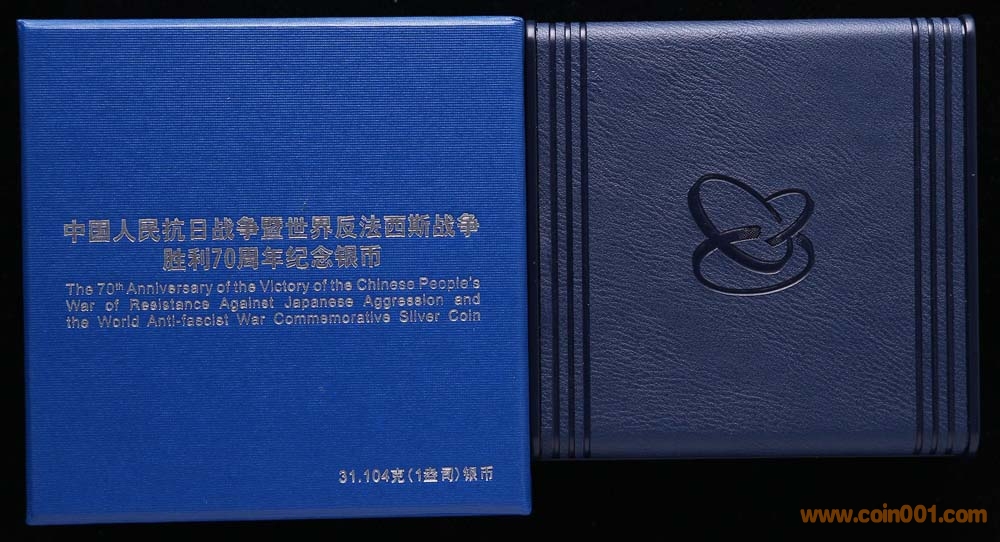 中国人民抗日战争暨世界反法西斯战争
胜利70周年纪念银币
The 70th Anniversary of the Victory of the Chinese People's
War of Resistance Against Japanese Aggression and
the World Anti-fascist War Commemorative Silver Coin
31.104克(1盎司)银币
www.coin001.com